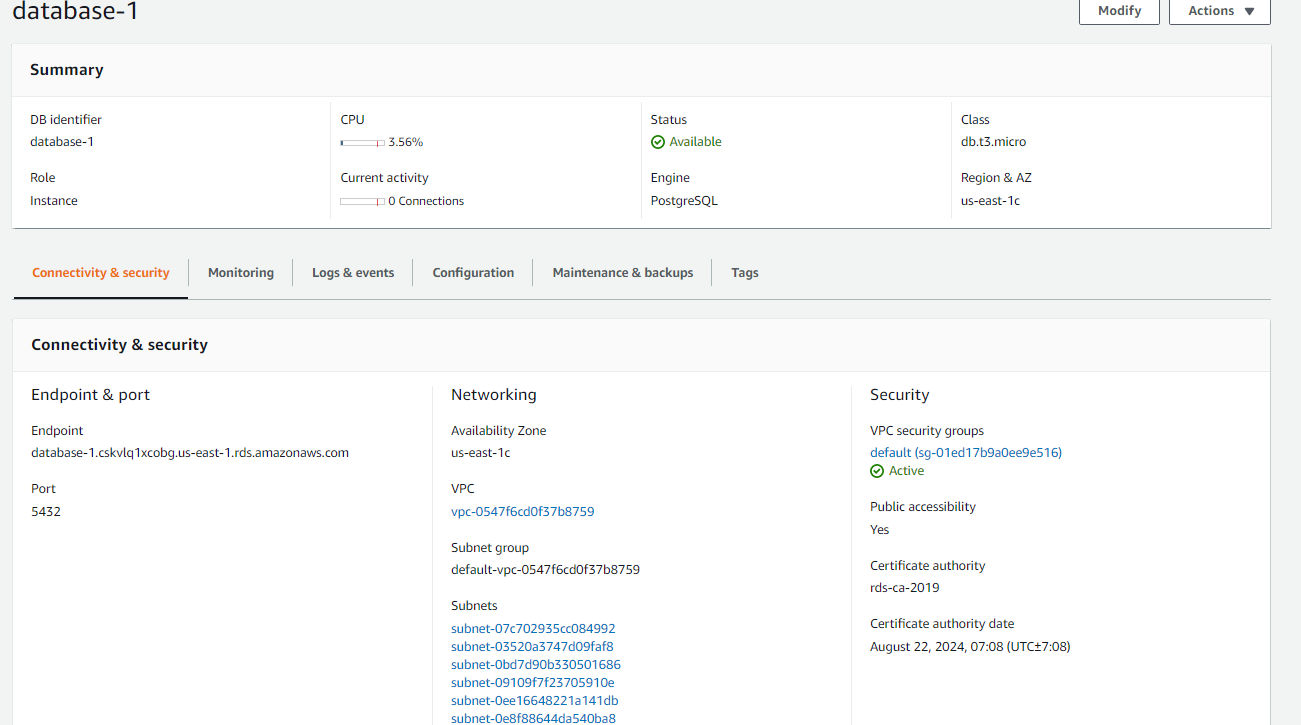 database-1
Modify
Actions
Summary
DB identifier
database-1
CPU
3.56%
Status
Available
Class
db.t3.micro
Role
Instance
Current activity
0 Connections
Engine
PostgreSQL
Region & AZ
us-east-1c
Connectivity & security
Monitoring
Logs & events
Configuration
Maintenance & backups
Tags
Connectivity & security
Endpoint & port
Endpoint
database-1.cskvlq1xcobg.us-east-1.rds.amazonaws.com
Port
5432
Networking
Availability Zone
us-east-1c
VPC
vpc-0547f6cd0f37b8759
Subnet group
default-vpc-0547f6cd0f37b8759
Subnets
subnet-07c702935cc084992
subnet-03520a3747d09faf8
subnet-0bd7d90b330501686
subnet-09109f7f23705910e
subnet-0ee16648221a141db
subnet-0e8f88644da540ba8
Security
VPC security groups
default (sg-01ed17b9a0ee9e516)
Active
Public accessibility
Yes
Certificate authority
rds-ca-2019
Certificate authority date
August 22, 2024, 07:08 (UTC±7:08)